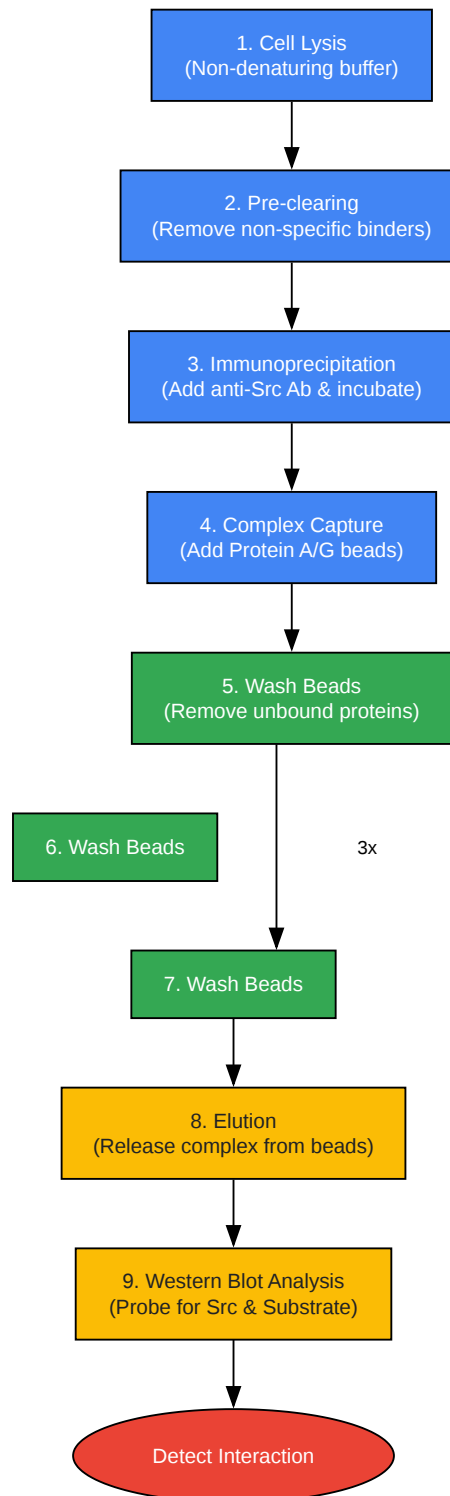 1. Cell Lysis
(Non-denaturing buffer)
2. Pre-clearing
(Remove non-specific binders)
3. Immunoprecipitation
(Add anti-Src Ab & incubate)
4. Complex Capture
(Add Protein A/G beads)
5. Wash Beads
(Remove unbound proteins)
6. Wash Beads
3x
7. Wash Beads
8. Elution
(Release complex from beads)
9. Western Blot Analysis
(Probe for Src & Substrate)
Detect Interaction